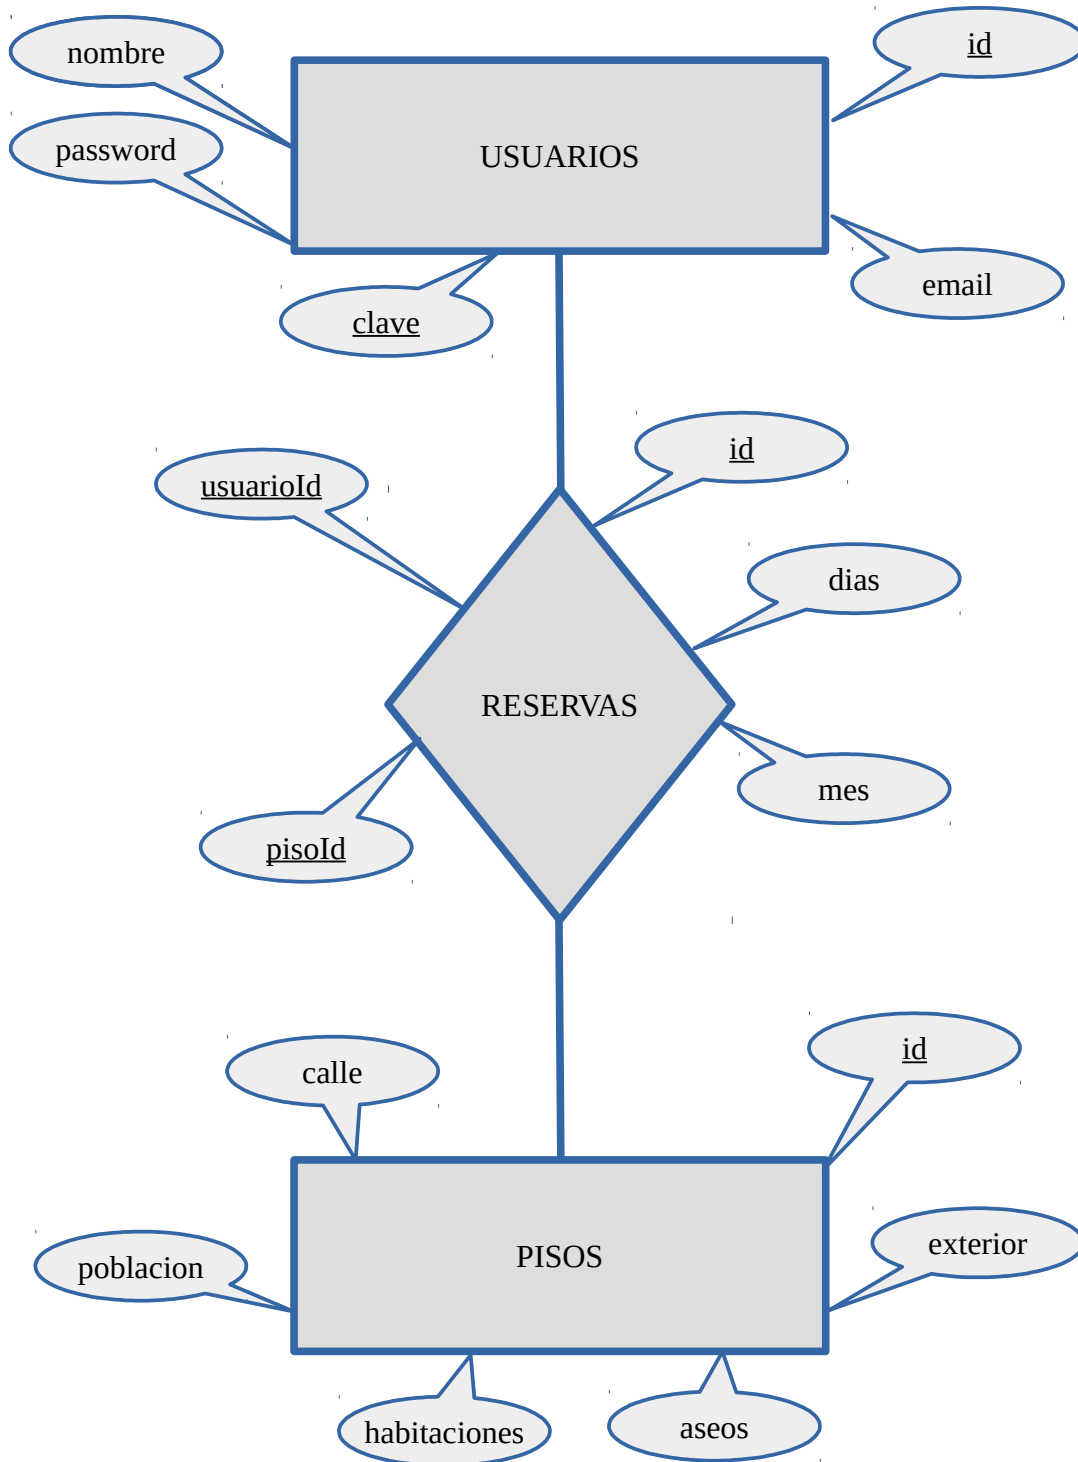 nombre
id
password
USUARIOS
email
clave
id
usuarioId
dias
RESERVAS
mes
pisoId
id
calle
exterior
poblacion
PISOS
habitaciones
aseos